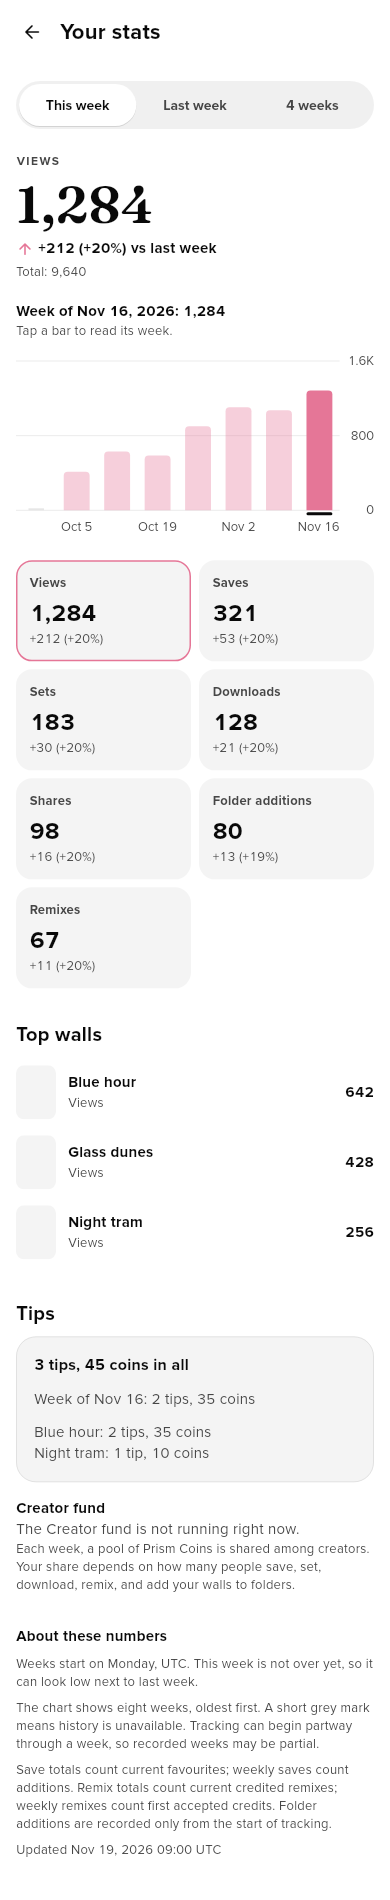 Your stats
This week
Last week
4 weeks
VIEWS
1,284
+212 (+20%) vs last week
Total: 9,640
Week of Nov 16, 2026: 1,284
Tap a bar to read its week.
1.6K
800
0
Oct 5
Oct 19
Nov 2
Nov 16
Views
1,284
+212 (+20%)
Saves
321
+53 (+20%)
Sets
183
+30 (+20%)
Downloads
128
+21 (+20%)
Shares
98
+16 (+20%)
Folder additions
80
+13 (+19%)
Remixes
67
+11 (+20%)
Top walls
Blue hour
Views
642
Glass dunes
Views
428
Night tram
Views
256
Tips
3 tips, 45 coins in all
Week of Nov 16: 2 tips, 35 coins
Blue hour: 2 tips, 35 coins
Night tram: 1 tip, 10 coins
Creator fund
The Creator fund is not running right now.
Each week, a pool of Prism Coins is shared among creators.
Your share depends on how many people save, set,
download, remix, and add your walls to folders.
About these numbers
Weeks start on Monday, UTC. This week is not over yet, so it
can look low next to last week.
The chart shows eight weeks, oldest first. A short grey mark
means history is unavailable. Tracking can begin partway
through a week, so recorded weeks may be partial.
Save totals count current favourites; weekly saves count
additions. Remix totals count current credited remixes;
weekly remixes count first accepted credits. Folder
additions are recorded only from the start of tracking.
Updated Nov 19, 2026 09:00 UTC